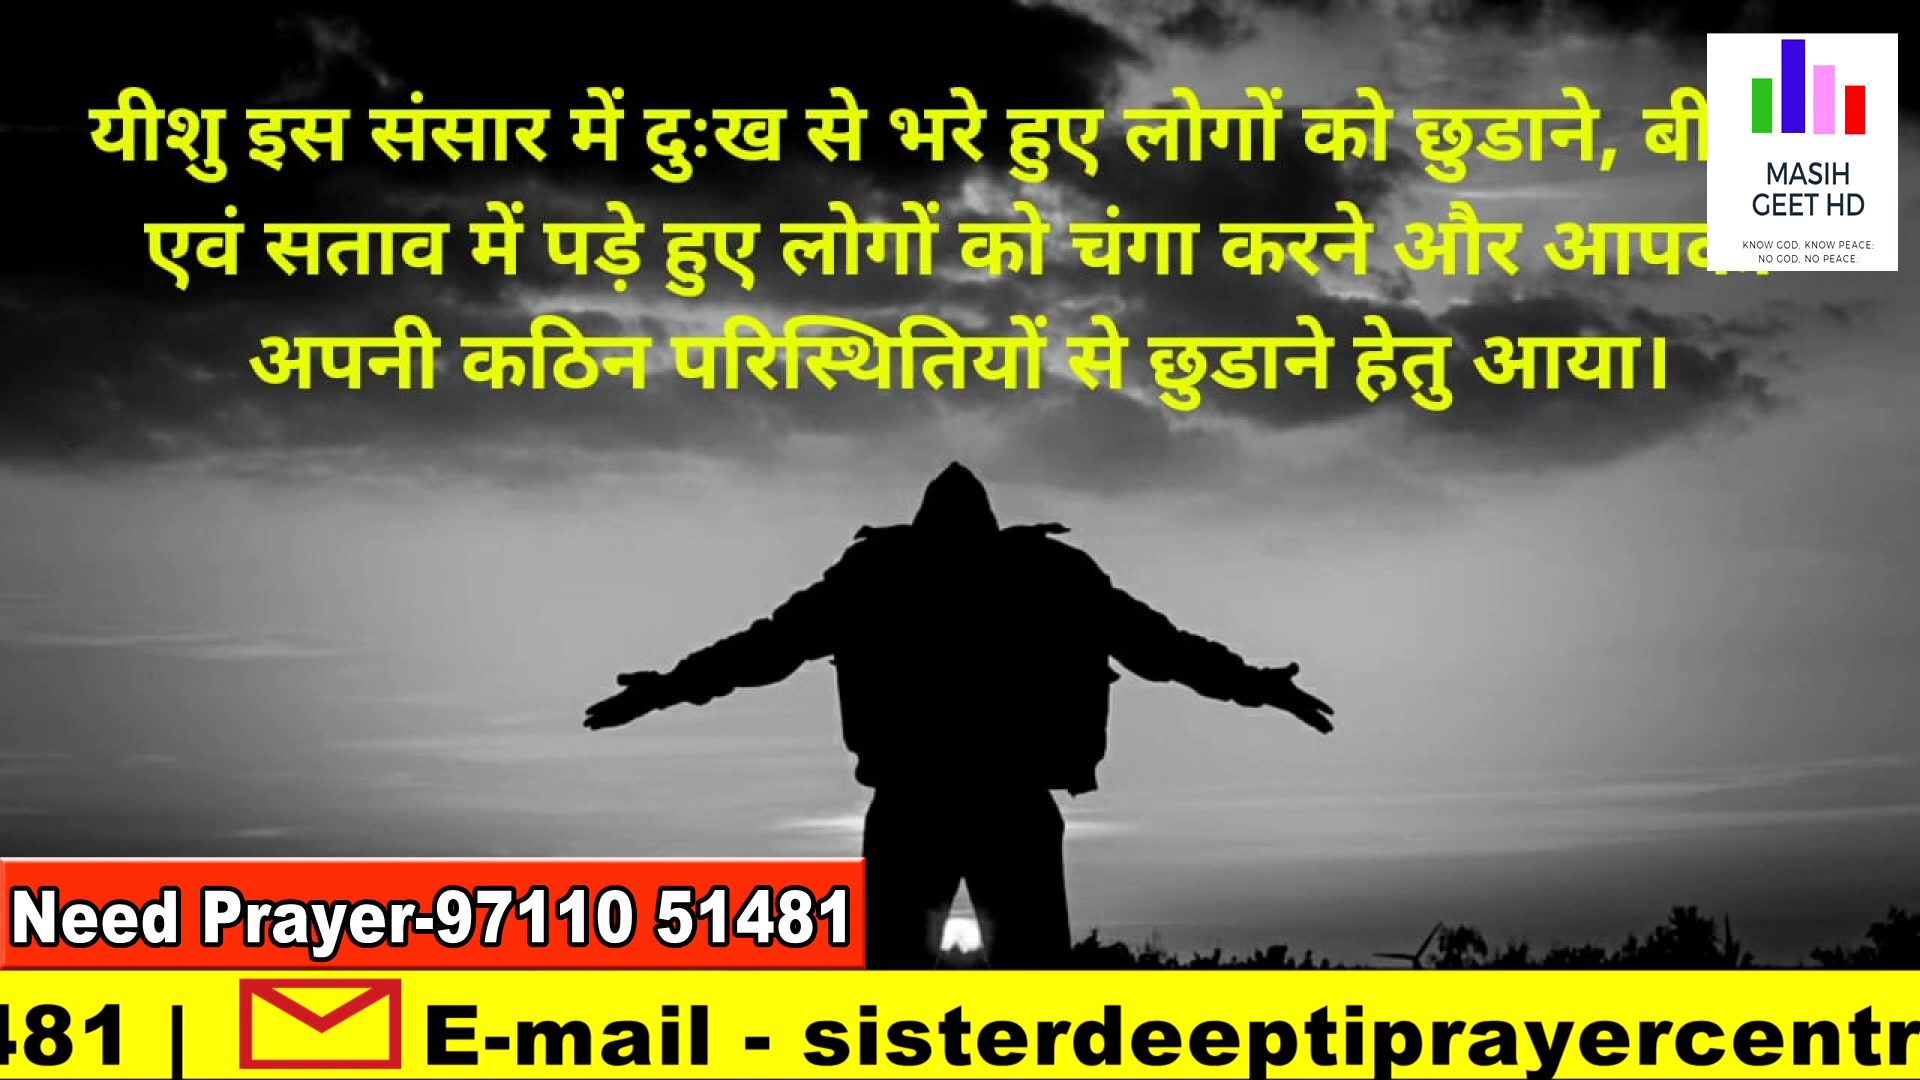 यीशु इस संसार में दुःख से भरे हुए लोगों को छुडाने,
एवं सताव में पड़े हुए लोगों को चंगा करने और
अपनी कठिन परिस्थितियों से छुडाने हेतु आया।
MASIH
GEET HD
KNOW GOD, KNOW PEACE;
NO GOD, NO PEACE.
Need Prayer-97110 51481
481 | E-mail - sisterdeeptiprayercentr